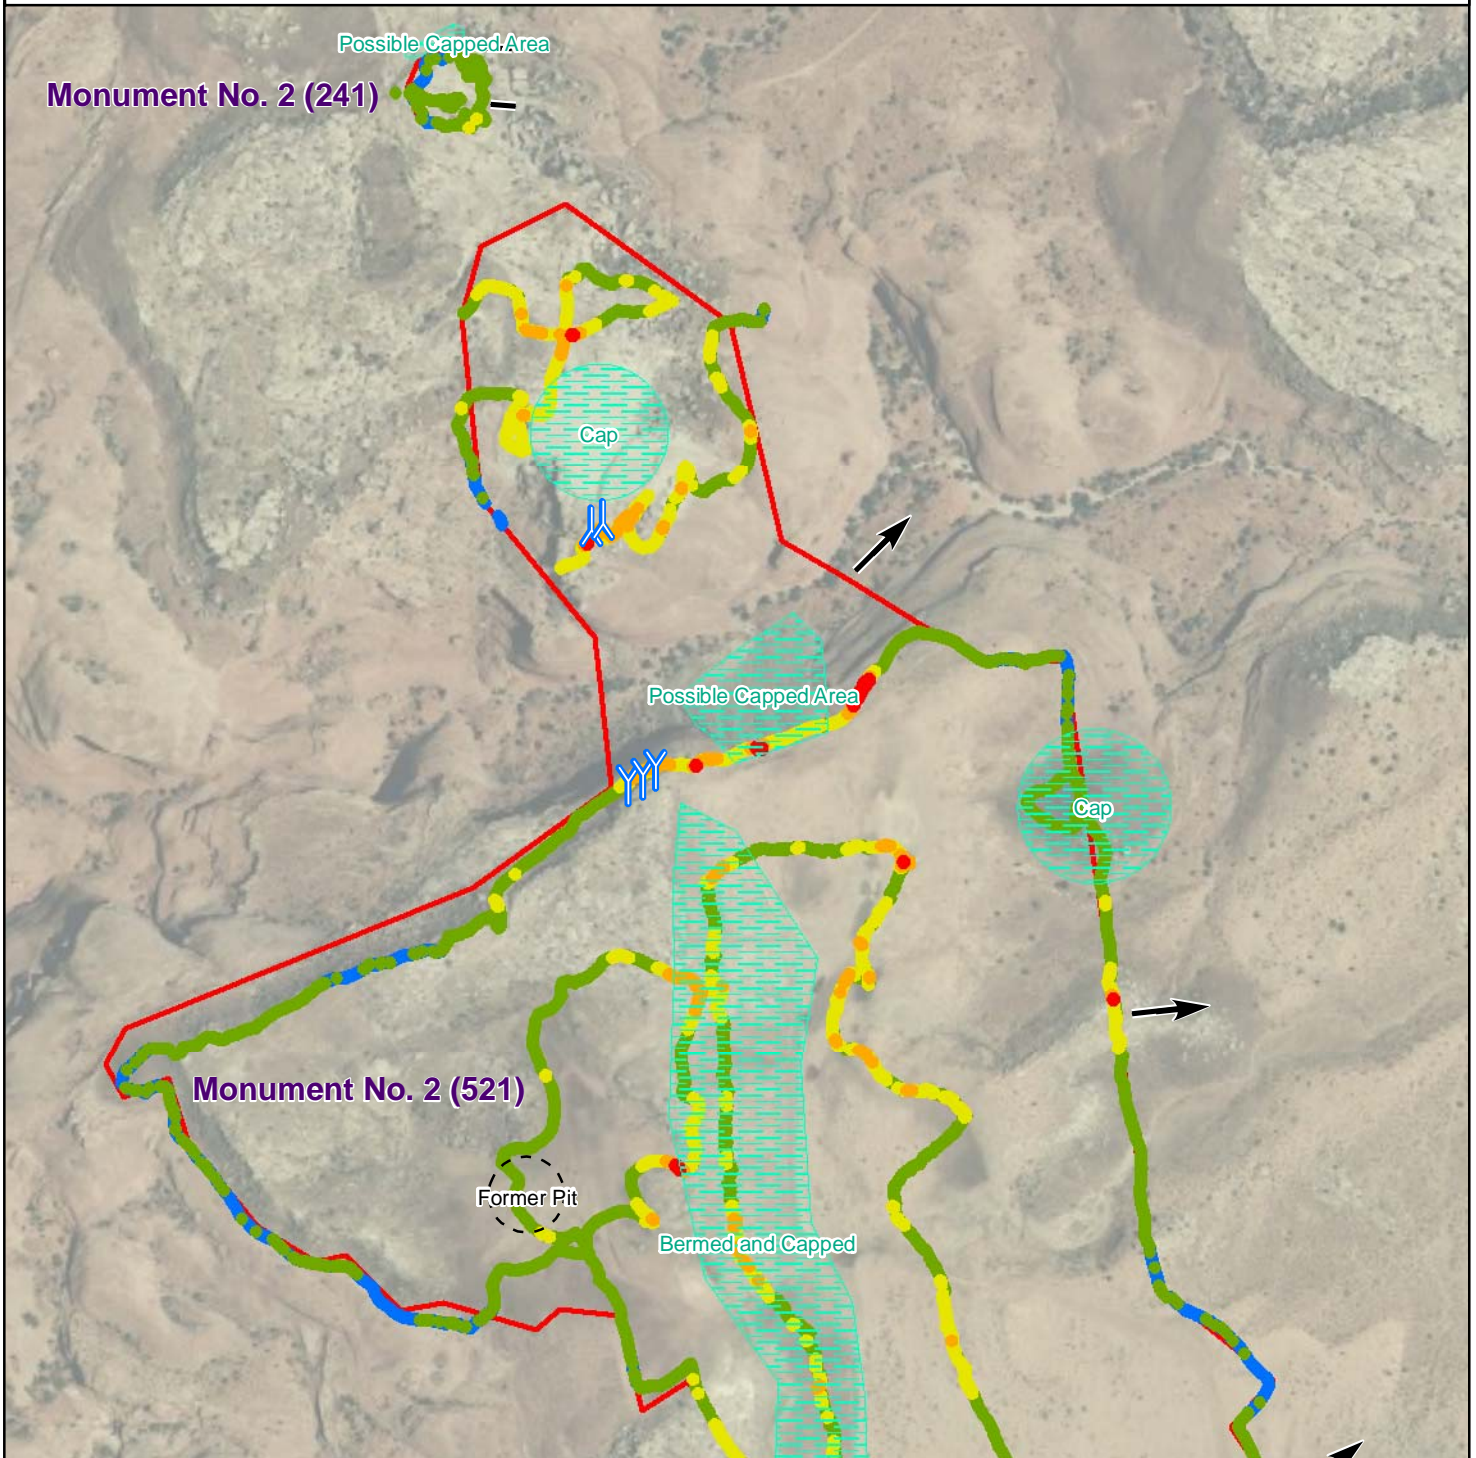 Possible Capped Area
Monument No. 2 (241)
Cap
Possible Capped Area
Cap
Monument No. 2 (521)
Former Pit
Bermed and Capped